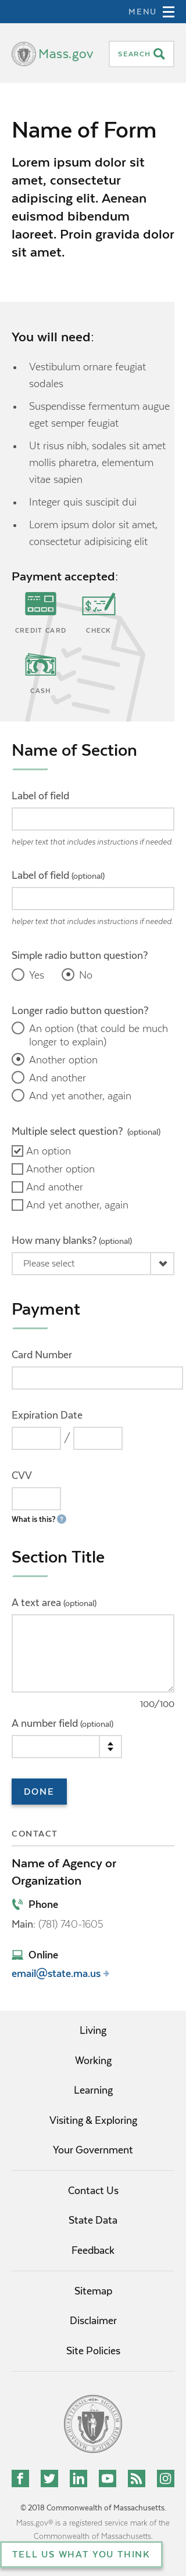 MENU
Mass.gov
SEARCH
Name of Form
Lorem ipsum dolor sit
amet, consectetur
adipiscing elit. Aenean
euismod bibendum
laoreet. Proin gravida dolor
sit amet.
You will need:
Vestibulum ornare feugiat
sodales
Suspendisse fermentum augue
eget semper feugiat
Ut risus nibh, sodales sit amet
mollis pharetra, elementum
vitae sapien
Integer quis suscipit dui
Lorem ipsum dolor sit amet,
consectetur adipisicing elit
Payment accepted:
CREDIT CARD CHECK
CASH
Name of Section
Label of field
helper text that includes instructions if needed
Label of field (optional)
helper text that includes instructions if needed.
Simple radio button question?
Yes No
Longer radio button question?
An option (that could be much
longer to explain)
Another option
And another
And yet another, again
Multiple select question? (optional)
An option
Another option
And another
And yet another, again
How many blanks? (optional)
Please select
Payment
Card Number
Expiration Date
/
CVV
What is this? ?
Section Title
A text area (optional)
100/100
A number field (optional)
DONE
CONTACT
Name of Agency or
Organization
Phone
Main: (781) 740-1605
Online
email@state.ma.us
Living
Working
Learning
Visiting & Exploring
Your Government
Contact Us
State Data
Feedback
Sitemap
Disclaimer
Site Policies
© 2018 Commonwealth of Massachusetts.
Mass.gov® is a registered service mark of the
Commonwealth of Massachusetts.
TELL US WHAT YOU THINK